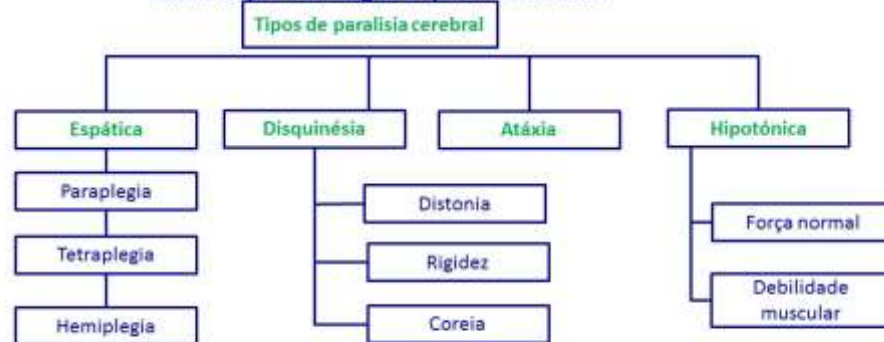 Tipos de paralisia cerebral
Espática
Disquinésia
Atáxia
Hipotónica
Paraplegia
Tetraplegia
Hemiplegia
Distonia
Rigidez
Coreia
Força normal
Debilidade
muscular